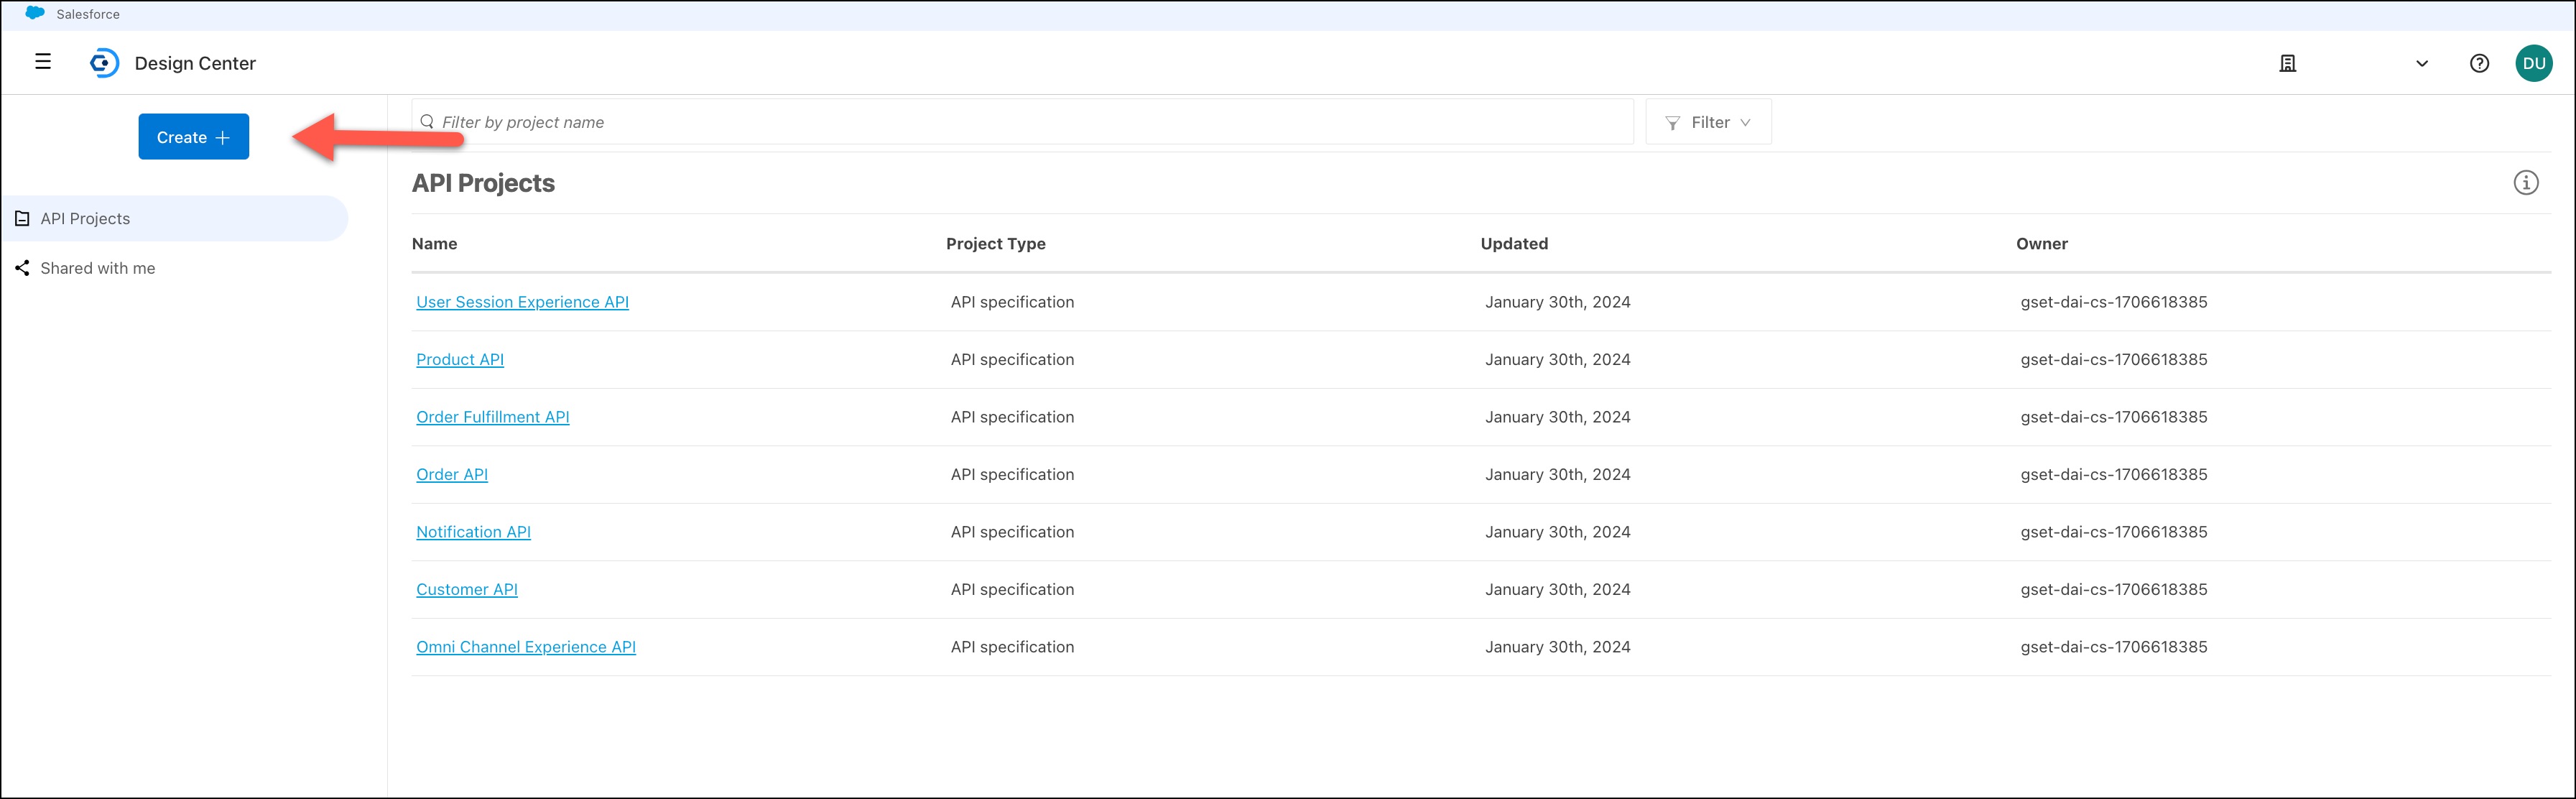 Salesforce
Design Center
DU
Create +
Filter by project name
Filter
API Projects
Shared with me
API Projects
Name Project Type Updated Owner
User Session Experience API API specification January 30th, 2024 gset-dai-cs-1706618385
Product API API specification January 30th, 2024 gset-dai-cs-1706618385
Order Fulfillment API API specification January 30th, 2024 gset-dai-cs-1706618385
Order API API specification January 30th, 2024 gset-dai-cs-1706618385
Notification API API specification January 30th, 2024 gset-dai-cs-1706618385
Customer API API specification January 30th, 2024 gset-dai-cs-1706618385
Omni Channel Experience API API specification January 30th, 2024 gset-dai-cs-1706618385